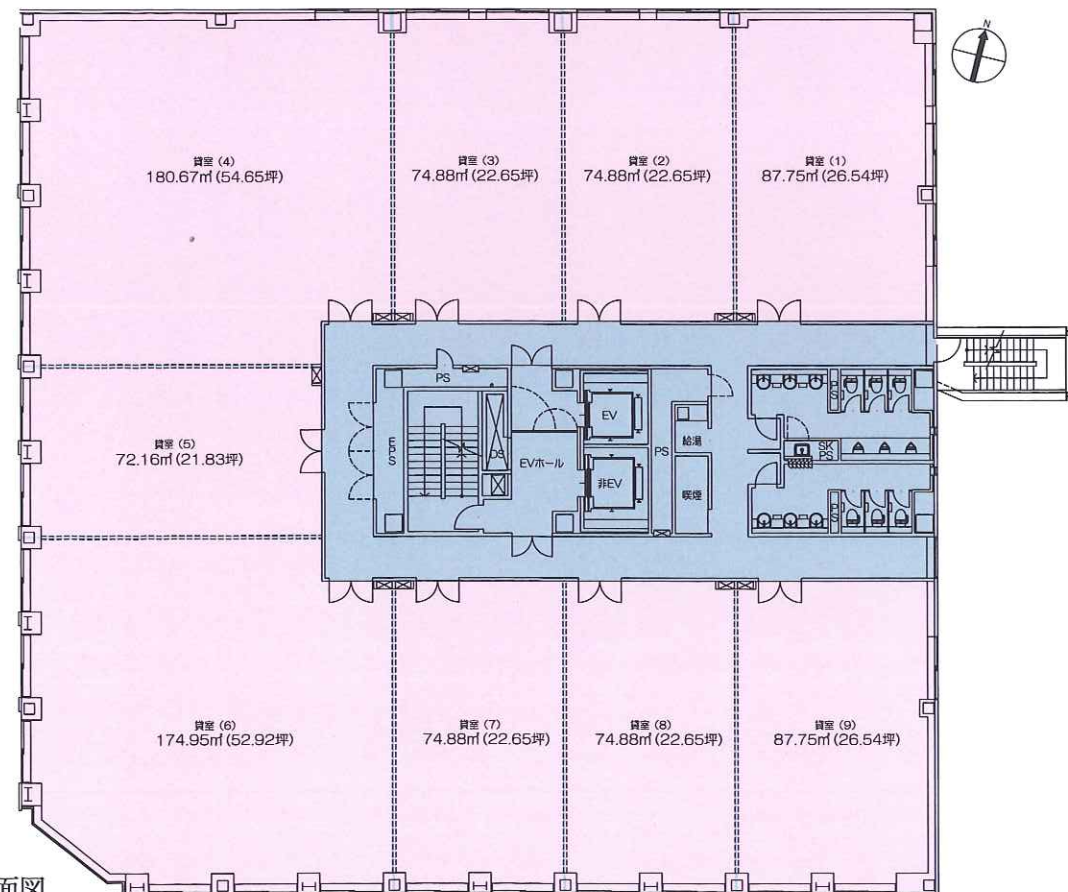 N
貸室（4）
180.67㎡（54.65坪）
貸室（3）
74.88㎡（22.65坪）
貸室（2）
74.88㎡（22.65坪）
貸室（1）
87.75㎡（26.54坪）
貸室（5）
72.16㎡（21.83坪）
PS
EPS
DS
EVホール
EV
非EV
PS
給湯
喫煙
PS
SK
PS
PS
貸室（6）
174.95㎡（52.92坪）
貸室（7）
74.88㎡（22.65坪）
貸室（8）
74.88㎡（22.65坪）
貸室（9）
87.75㎡（26.54坪）
面図